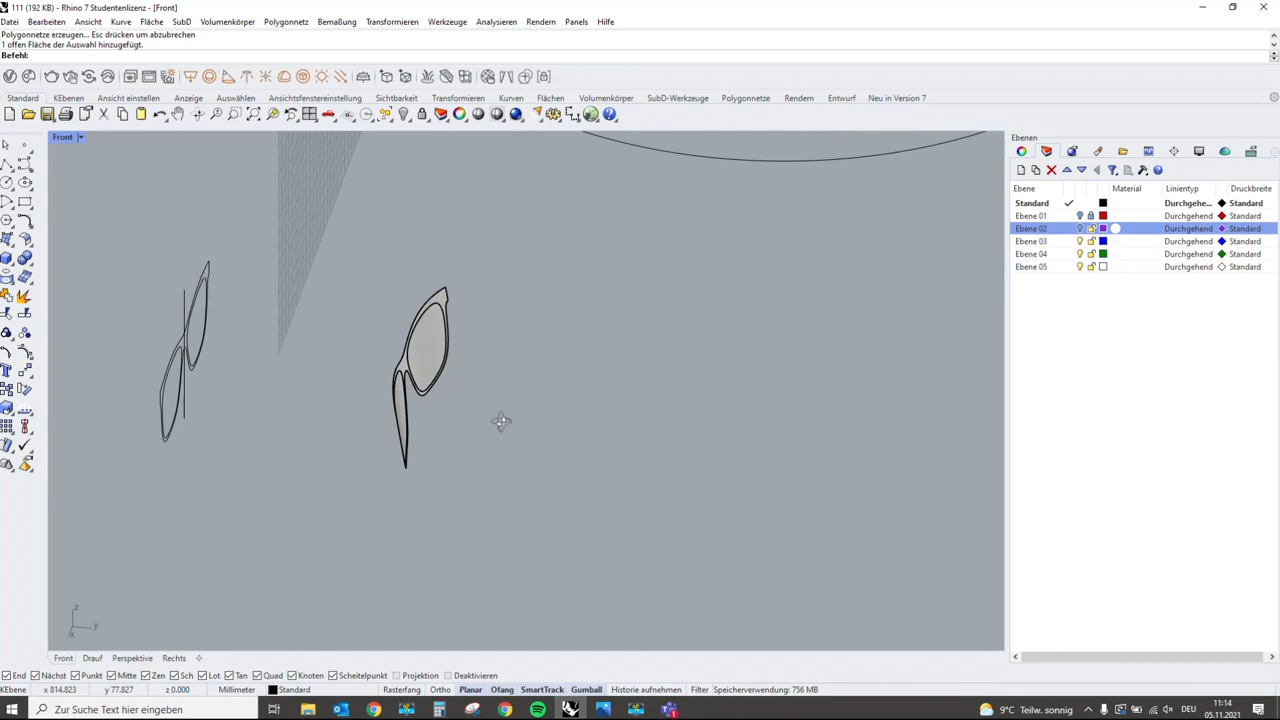 111 (192 KB) - Rhino 7 Studentenlizenz - [Front]
Datei Bearbeiten Ansicht Kurve Fläche SubD Volumenkörper Polygonnetz Bemaßung Transformieren Werkzeuge Analysieren Rendern Panels Hilfe
Polygonnetze erzeugen... Esc drücken um abzubrechen
1 offen Fläche der Auswahl hinzugefügt.
Befehl:
Standard KEbenen Ansicht einstellen Anzeige Auswählen Ansichtsfenstereinstellung Sichtbarkeit Transformieren Kurven Flächen Volumenkörper SubD-Werkzeuge Polygonnetze Rendern Entwurf Neu in Version 7
Front
Ebenen
Ebene Material Linientyp Druckbreite
Standard Durchgehe... Standard
Ebene 01 Durchgehend Standard
Ebene 02 Durchgehend Standard
Ebene 03 Durchgehend Standard
Ebene 04 Durchgehend Standard
Ebene 05 Durchgehend Standard
z
y
x
Front Drauf Perspektive Rechts
End Nächst Punkt Mitte Zen Sch Lot Tan Quad Knoten Scheitelpunkt Projektion Deaktivieren
KEbene x 814.823 y 77.827 z 0.000 Millimeter Standard Rasterfang Ortho Planar Ofang SmartTrack Gumball Historie aufnehmen Filter Speicherverwendung: 756 MB
Zur Suche Text hier eingeben
9°C Teilw. sonnig
DEU
11:14
05.11.2021